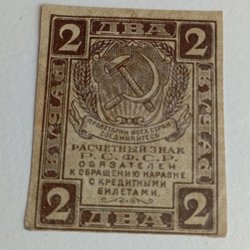 2 ДВА 2
РУБЛЯ
РУБЛЯ
ПРОЛЕТАРИИ ВСЕХ СТРАН
СОЕДИНЯЙТЕСЬ
РАСЧЕТНЫЙ ЗНАК
Р.С.Ф.С.Р.
ОБЯЗАТЕЛЕН
К ОБРАЩЕНИЮ НАРАВНЕ
С КРЕДИТНЫМИ
БИЛЕТАМИ.
2 ДВА 2